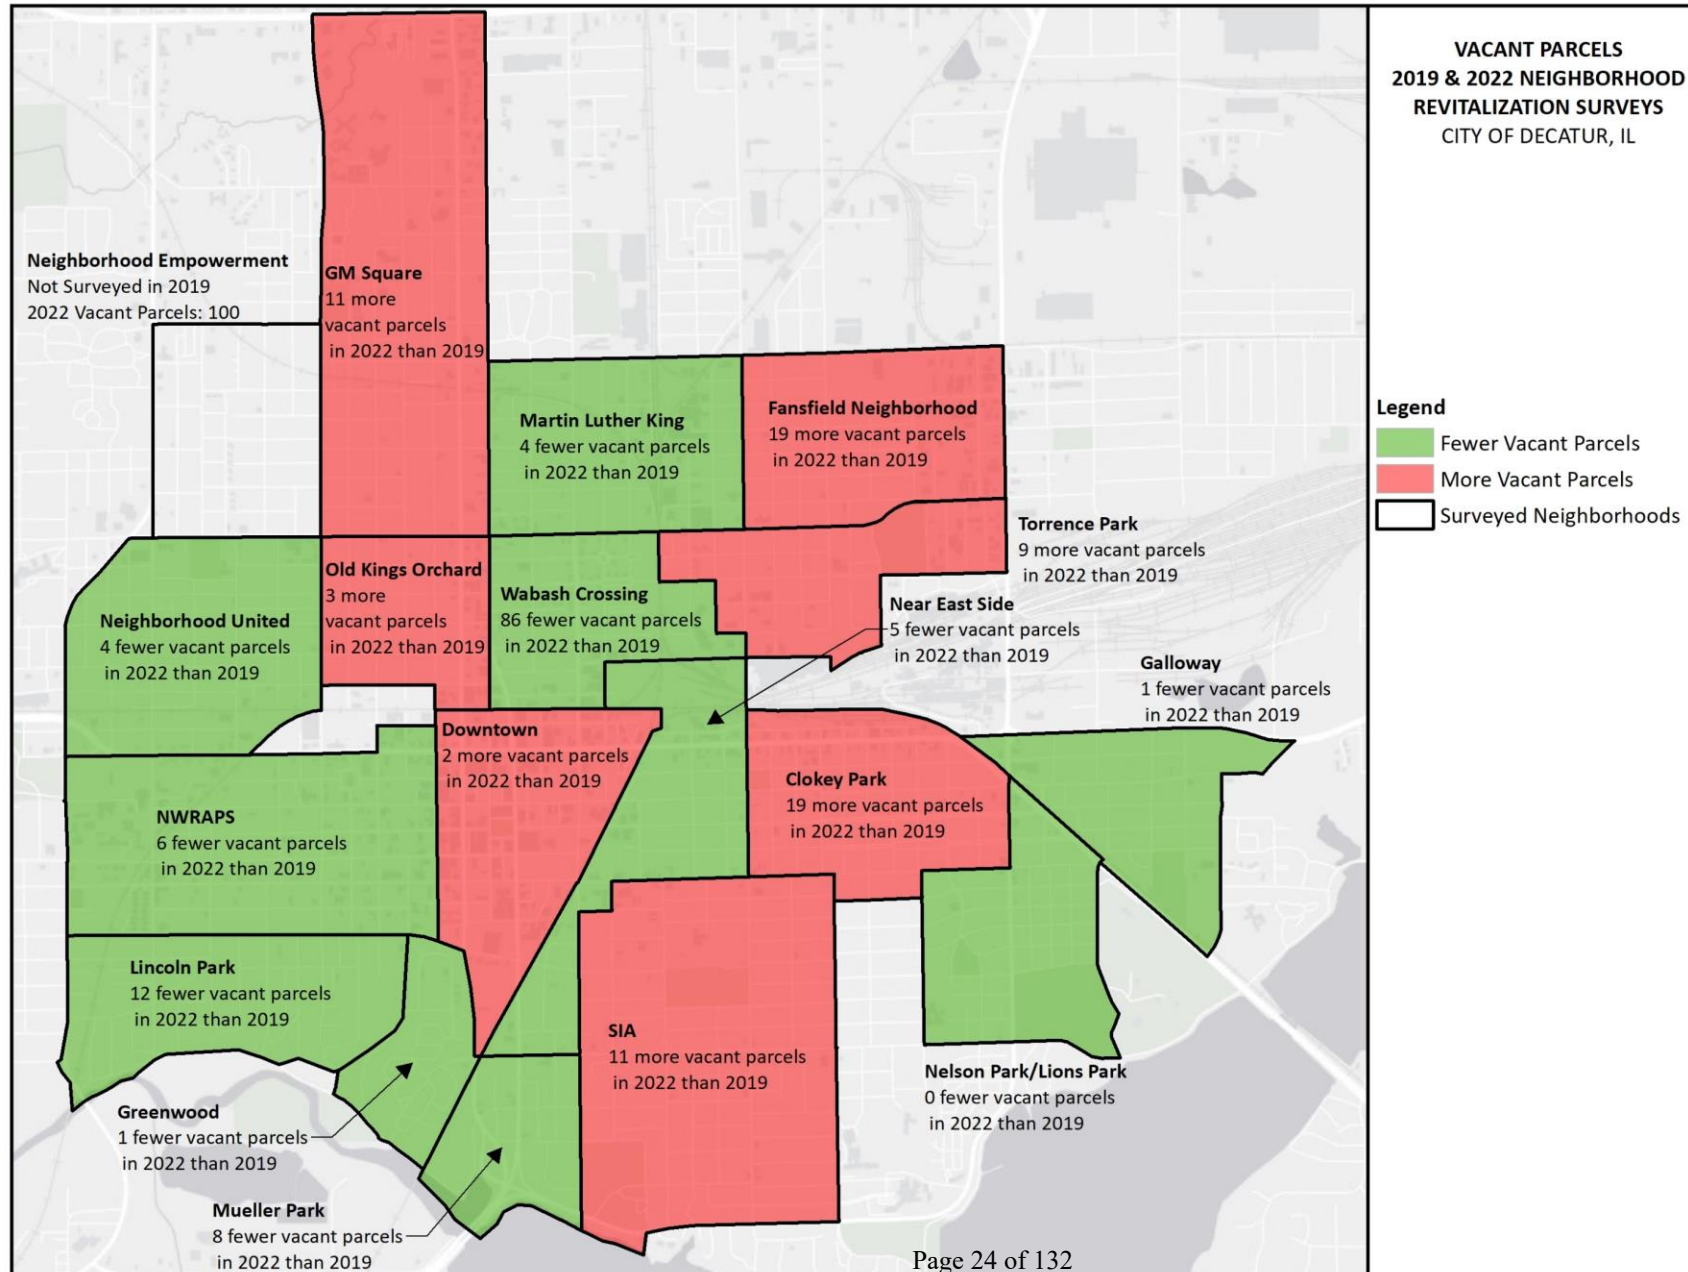 VACANT PARCELS
2019 & 2022 NEIGHBORHOOD
REVITALIZATION SURVEYS
CITY OF DECATUR, IL
Neighborhood Empowerment
Not Surveyed in 2019
2022 Vacant Parcels: 100
GM Square
11 more
vacant parcels
in 2022 than 2019
Martin Luther King
4 fewer vacant parcels
in 2022 than 2019
Fansfield Neighborhood
19 more vacant parcels
in 2022 than 2019
Legend
Fewer Vacant Parcels
More Vacant Parcels
Surveyed Neighborhoods
Torrence Park
9 more vacant parcels
in 2022 than 2019
Old Kings Orchard
3 more
vacant parcels
in 2022 than 2019
Wabash Crossing
86 fewer vacant parcels
in 2022 than 2019
Near East Side
5 fewer vacant parcels
in 2022 than 2019
Neighborhood United
4 fewer vacant parcels
in 2022 than 2019
Galloway
1 fewer vacant parcels
in 2022 than 2019
Downtown
2 more vacant parcels
in 2022 than 2019
Clokey Park
19 more vacant parcels
in 2022 than 2019
NWRAPS
6 fewer vacant parcels
in 2022 than 2019
Lincoln Park
12 fewer vacant parcels
in 2022 than 2019
SIA
11 more vacant parcels
in 2022 than 2019
Nelson Park/Lions Park
0 fewer vacant parcels
in 2022 than 2019
Greenwood
1 fewer vacant parcels
in 2022 than 2019
Mueller Park
8 fewer vacant parcels
in 2022 than 2019
Page 24 of 132